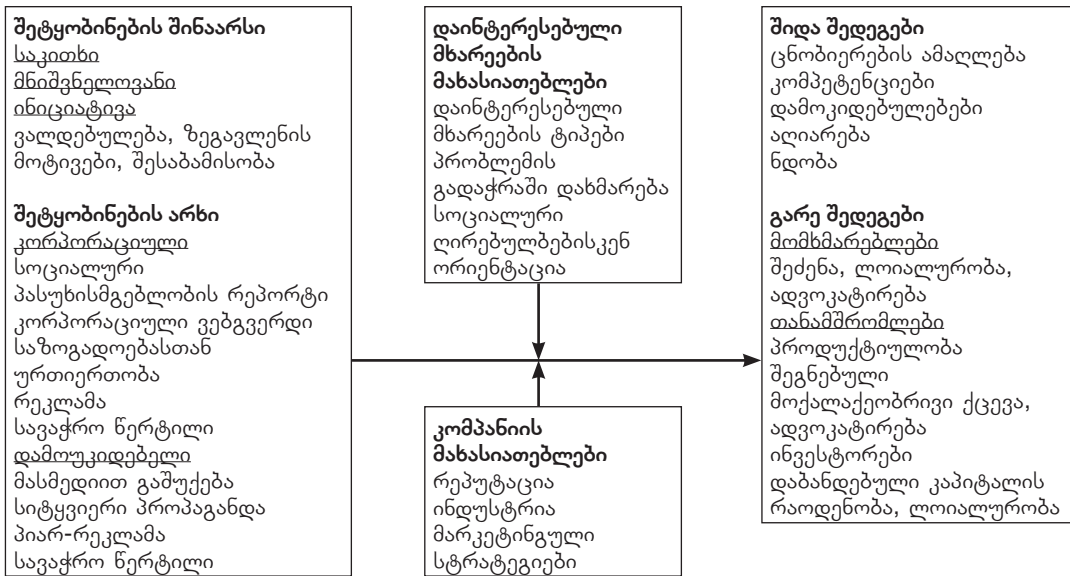 შეტყობინების შინაარსი
საკითხი
მნიშვნელოვანი
ინიციატივა
ვალდებულება, ზეგავლენის
მოტივები, შესაბამისობა
შეტყობინების არხი
კორპორაციული
სოციალური
პასუხისმგებლობის რეპორტი
კორპორაციული ვებგვერდი
საზოგადოებასთან
ურთიერთობა
რეკლამა
სავაჭრო წერტილი
დამოუკიდებელი
მასმედიით გაშუქება
სიტყვიერი პროპაგანდა
პიარ-რეკლამა
სავაჭრო წერტილი
დაინტერესებული
მხარეების
მახასიათებლები
დაინტერესებული
მხარეების ტიპები
პრობლემის
გადაჭრაში დახმარება
სოციალური
ღირებულბებისკენ
ორიენტაცია
კომპანიის
მახასიათებლები
რეპუტაცია
ინდუსტრია
მარკეტინგული
სტრატეგიები
შიდა შედეგები
ცნობიერების ამაღლება
კომპეტენციები
დამოკიდებულებები
აღიარება
ნდობა
გარე შედეგები
მომხმარებლები
შეძენა, ლოიალურობა,
ადვოკატირება
თანამშრომლები
პროდუქტიულობა
შეგნებული
მოქალაქეობრივი ქცევა,
ადვოკატირება
ინვესტორები
დაბანდებული კაპიტალის
რაოდენობა, ლოიალურობა